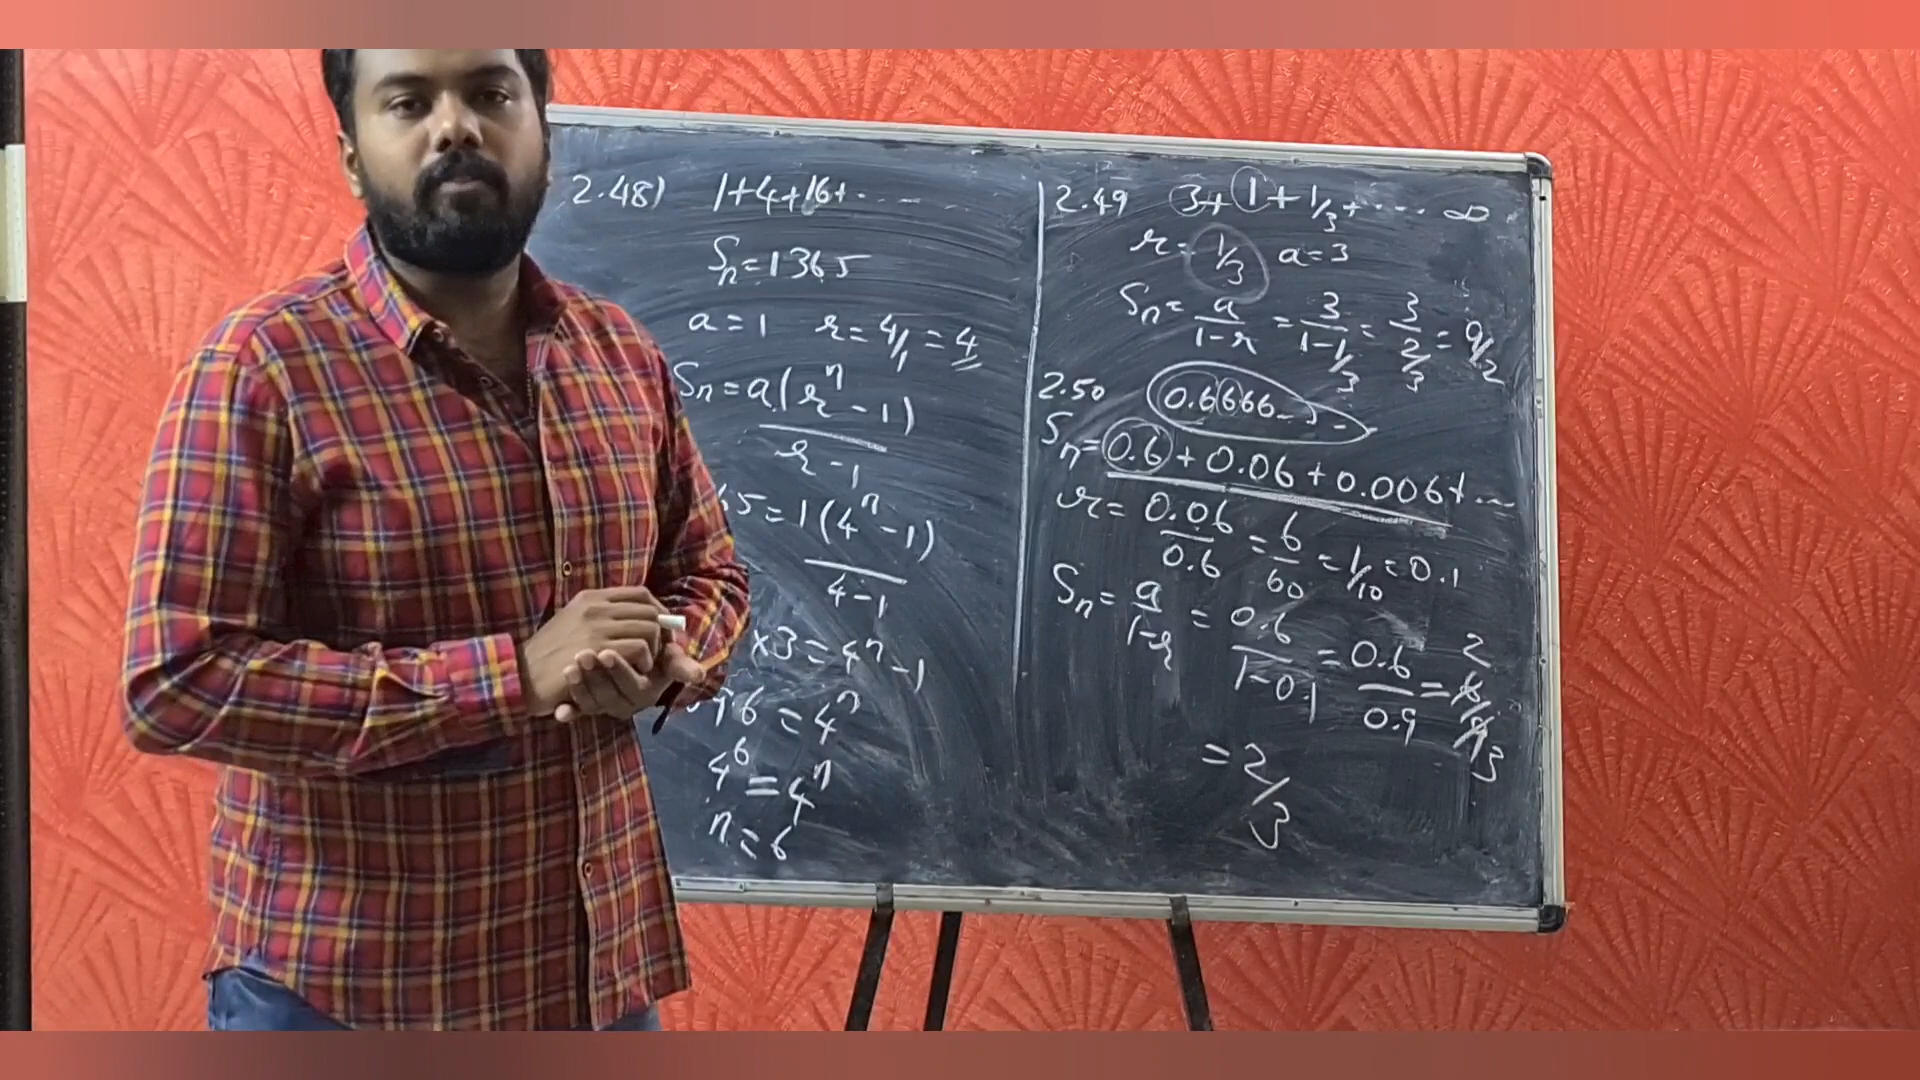 2.48) 1+4+16+......
Sn=1365
a=1 r=4/1=4
Sn=a(r^n-1)
r-1
65=1(4^n-1)
4-1
x3=4^n-1
96=4^n
4^6=4^n
n=6
2.49 3+1+1/3+.... ∞
r=1/3 a=3
Sn=a/1-r=3/1-1/3=3/2/3=9/2
2.50 0.6666...
Sn=0.6+0.06+0.006+...
r=0.06/0.6=6/60=1/10=0.1
Sn=a/1-r=0.6/1-0.1=0.6/0.9=6/9 2 3
=2/3